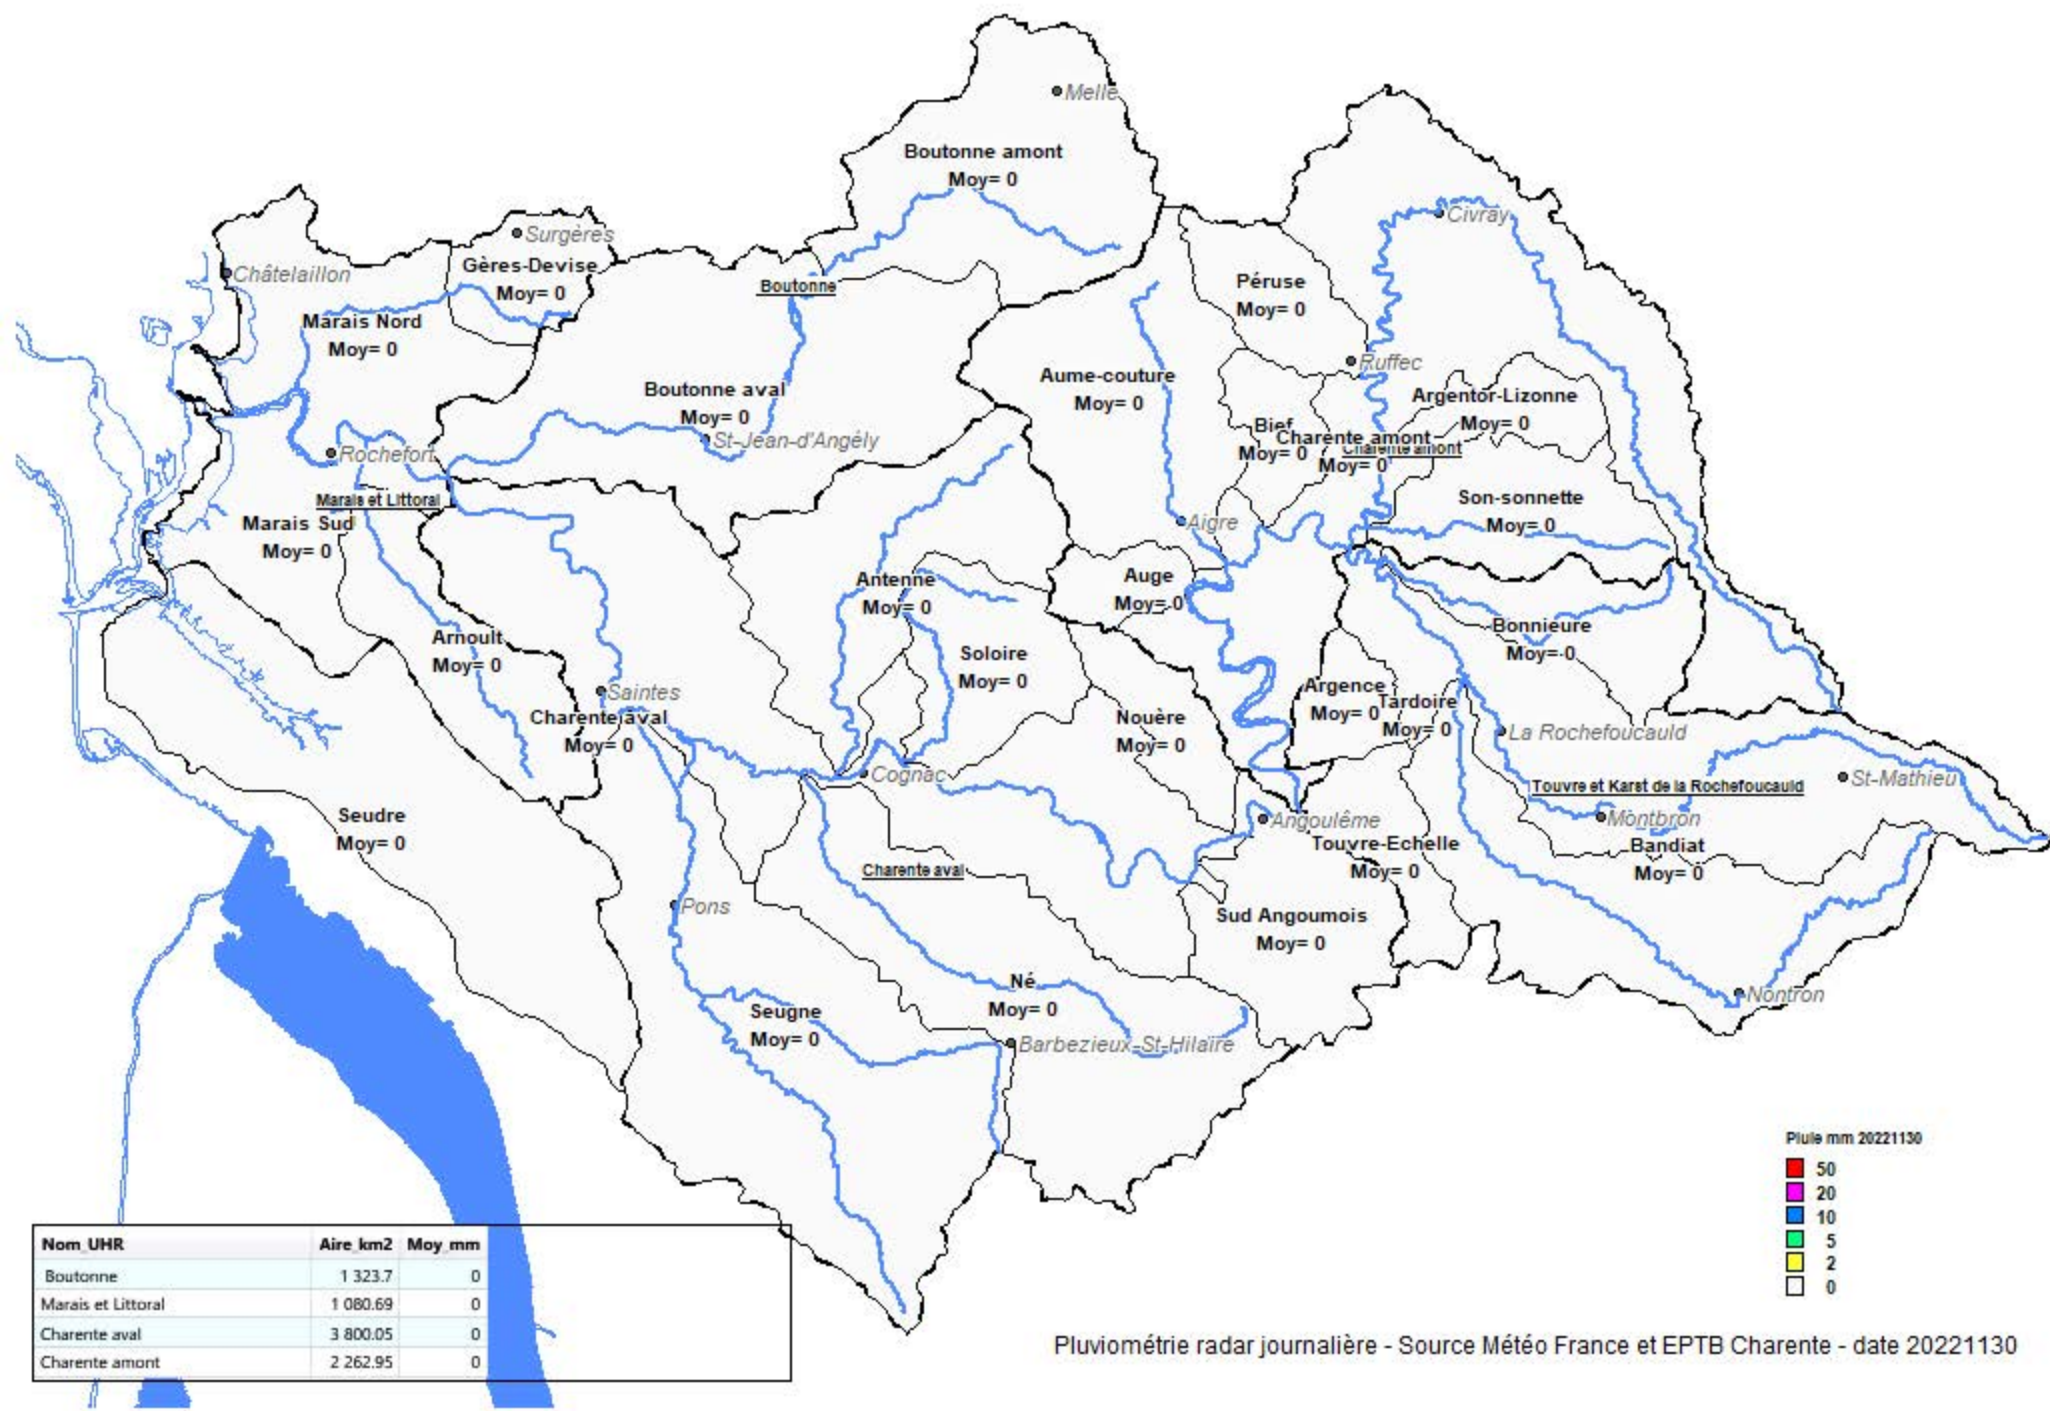 Melle
Boutonne amont
Moy= 0
Civray
Surgères
Châtelaillon
Gères-Devise
Moy= 0
Boutonne
Péruse
Moy= 0
Marais Nord
Moy= 0
Ruffec
Aume-couture
Moy= 0
Boutonne aval
Moy= 0
Argentor-Lizonne
Moy= 0
St-Jean-d'Angély
Bief
Moy= 0
Charente amont
Moy= 0
Charente amont
Rochefort
Marais et Littoral
Son-sonnette
Moy= 0
Marais Sud
Moy= 0
Aigre
Antenne
Moy= 0
Auge
Moy= 0
Bonnieure
Moy= 0
Arnoult
Moy= 0
Soloire
Moy= 0
Saintes
Argence
Moy= 0
Tardoire
Moy= 0
Charente aval
Moy= 0
Nouère
Moy= 0
La Rochefoucauld
Cognac
Touvre et Karst de la Rochefoucauld
St-Mathieu
Seudre
Moy= 0
Angoulême
Montbron
Touvre-Echelle
Moy= 0
Bandiat
Moy= 0
Charente aval
Pons
Sud Angoumois
Moy= 0
Né
Moy= 0
Nontron
Seugne
Moy= 0
Barbezieux-St-Hilaire
Pluie mm 20221130
50
20
10
5
2
0
Nom_UHR Aire_km2 Moy_mm
Boutonne 1 323.7 0
Marais et Littoral 1 080.69 0
Charente aval 3 800.05 0
Charente amont 2 262.95 0
Pluviométrie radar journalière - Source Météo France et EPTB Charente - date 20221130